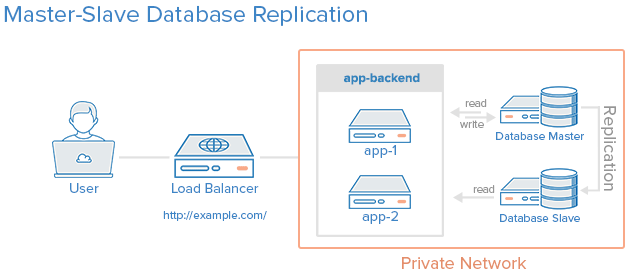 Master-Slave Database Replication
app-backend
app-1
app-2
read
write
Database Master
Replication
read
Database Slave
User
Load Balancer
http://example.com/
Private Network